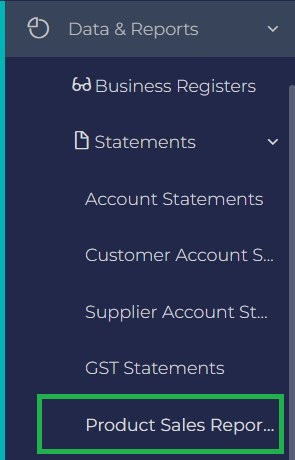 Data & Reports
Business Registers
Statements
Account Statements
Customer Account S...
Supplier Account St...
GST Statements
Product Sales Repor...